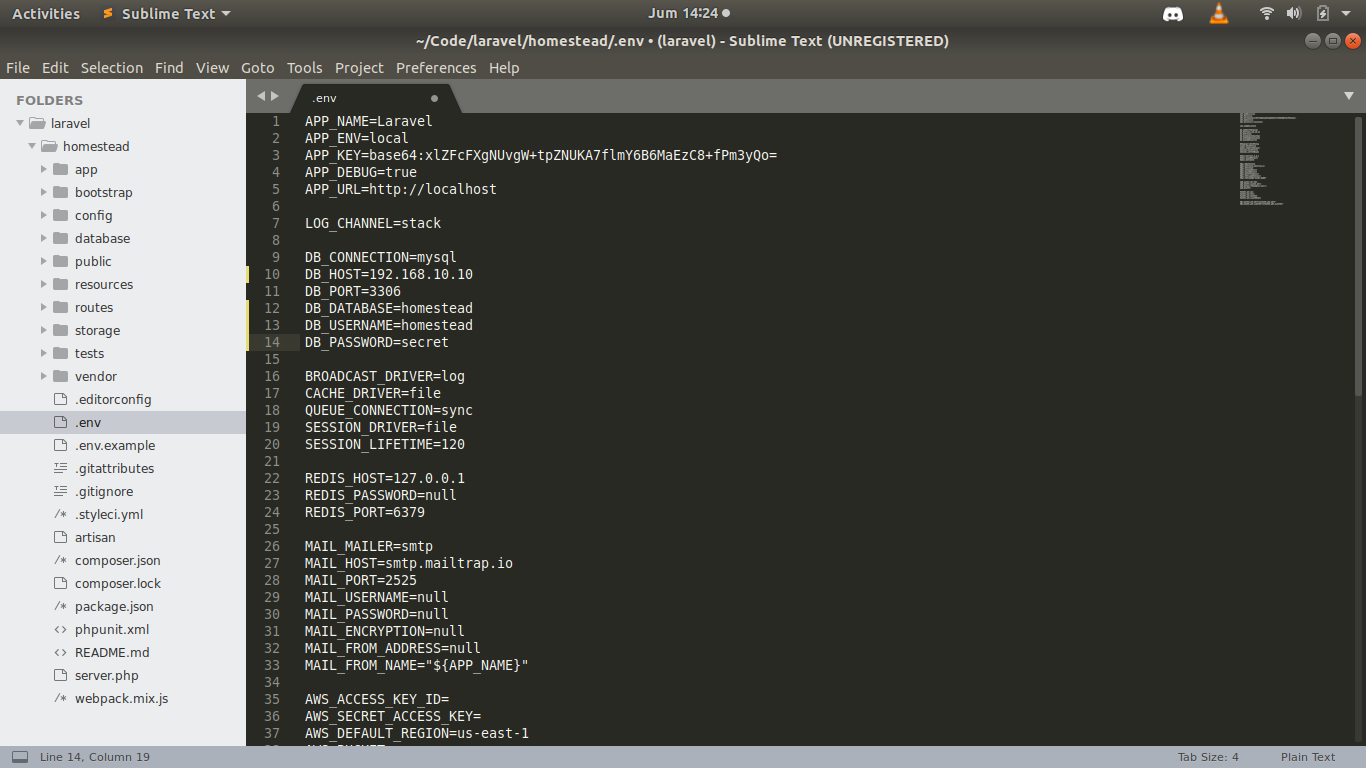 Activities
Sublime Text
Jum 14:24
~/Code/laravel/homestead/.env • (laravel) - Sublime Text (UNREGISTERED)
File Edit Selection Find View Goto Tools Project Preferences Help
FOLDERS
laravel
homestead
app
bootstrap
config
database
public
resources
routes
storage
tests
vendor
.editorconfig
.env
.env.example
.gitattributes
.gitignore
.styleci.yml
artisan
composer.json
composer.lock
package.json
phpunit.xml
README.md
server.php
webpack.mix.js
.env
1 APP_NAME=Laravel
2 APP_ENV=local
3 APP_KEY=base64:xlZFcFXgNUvgW+tpZNUKA7flmY6B6MaEzC8+fPm3yQo=
4 APP_DEBUG=true
5 APP_URL=http://localhost
6
7 LOG_CHANNEL=stack
8
9 DB_CONNECTION=mysql
10 DB_HOST=192.168.10.10
11 DB_PORT=3306
12 DB_DATABASE=homestead
13 DB_USERNAME=homestead
14 DB_PASSWORD=secret
15
16 BROADCAST_DRIVER=log
17 CACHE_DRIVER=file
18 QUEUE_CONNECTION=sync
19 SESSION_DRIVER=file
20 SESSION_LIFETIME=120
21
22 REDIS_HOST=127.0.0.1
23 REDIS_PASSWORD=null
24 REDIS_PORT=6379
25
26 MAIL_MAILER=smtp
27 MAIL_HOST=smtp.mailtrap.io
28 MAIL_PORT=2525
29 MAIL_USERNAME=null
30 MAIL_PASSWORD=null
31 MAIL_ENCRYPTION=null
32 MAIL_FROM_ADDRESS=null
33 MAIL_FROM_NAME="${APP_NAME}"
34
35 AWS_ACCESS_KEY_ID=
36 AWS_SECRET_ACCESS_KEY=
37 AWS_DEFAULT_REGION=us-east-1
Line 14, Column 19
Tab Size: 4
Plain Text